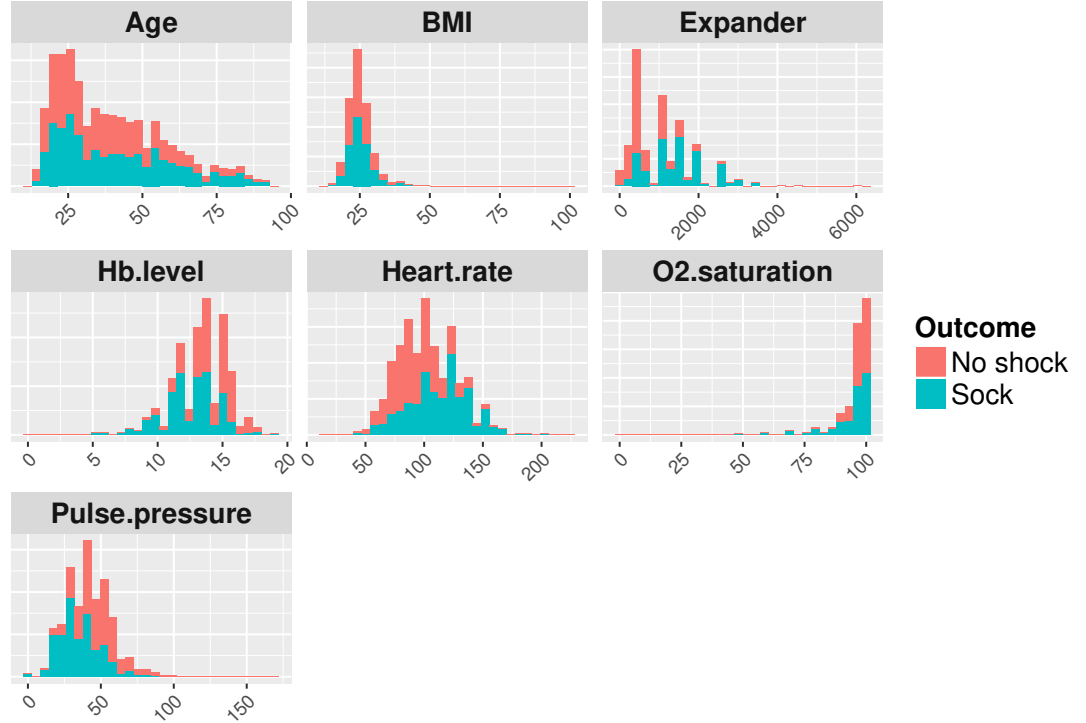 Age BMI Expander
25 50 75 100 0 25 50 75 100 0 2000 4000 6000
Hb.level Heart.rate O2.saturation
0 5 10 15 20 50 100 150 200 0 25 50 75 100
Outcome
No shock
Sock
Pulse.pressure
0 50 100 150